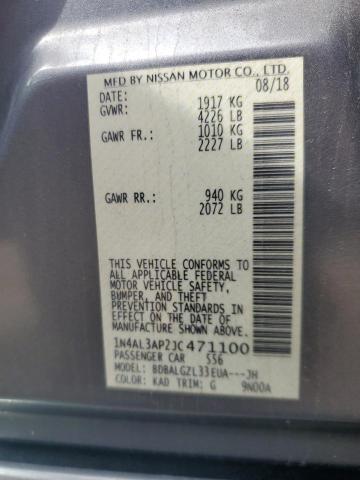 MFD BY NISSAN MOTOR CO., LTD.
DATE: 08/18
GVWR: 1917 KG
4226 LB
GAWR FR.: 1010 KG
2227 LB
GAWR RR.: 940 KG
2072 LB
THIS VEHICLE CONFORMS TO
ALL APPLICABLE FEDERAL
MOTOR VEHICLE SAFETY,
BUMPER, AND THEFT
PREVENTION STANDARDS
IN EFFECT ON THE DATE OF
MANUFACTURE SHOWN
ABOVE.
1N4AL3AP2JC471100
PASSENGER CAR 556
MODEL: BDBALGZL33EUA---JH
COLOR: KAD TRIM: G 9N00A